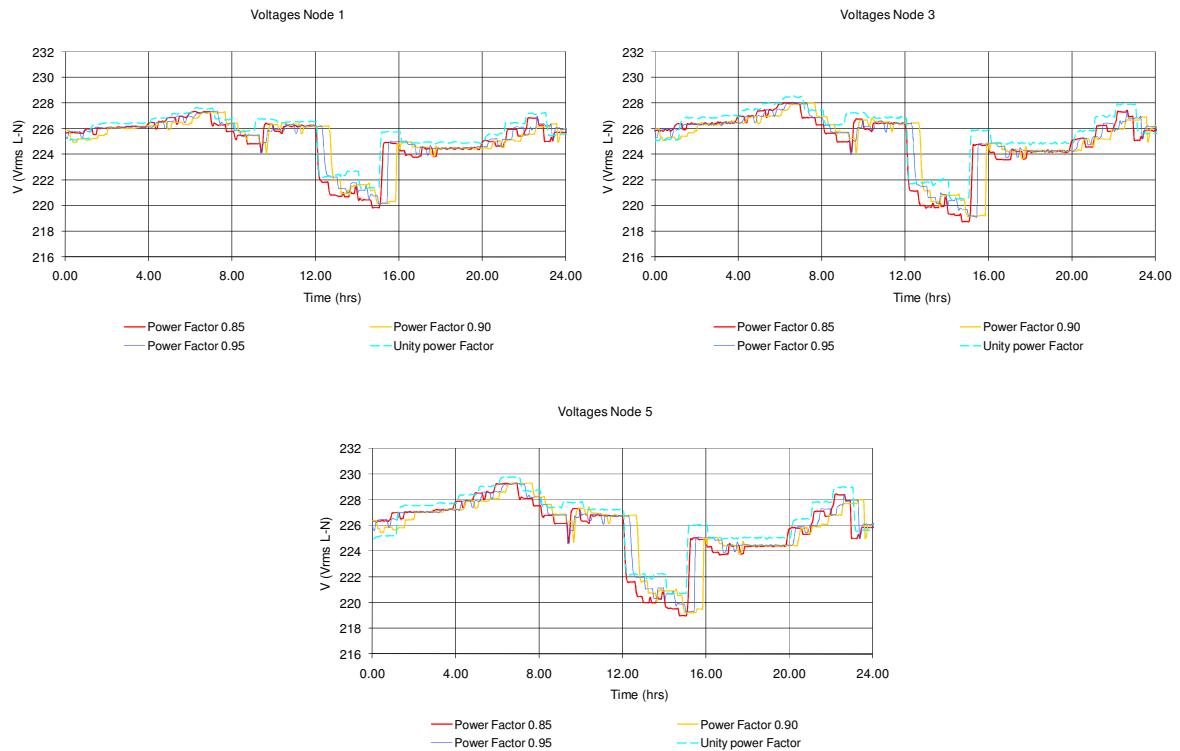 Voltages Node 1
232
230
228
226
224
222
220
218
216
V (Vrms L-N)
0.00 4.00 8.00 12.00 16.00 20.00 24.00
Time (hrs)
Power Factor 0.85 Power Factor 0.90
Power Factor 0.95 Unity power Factor
Voltages Node 3
232
230
228
226
224
222
220
218
216
V (Vrms L-N)
0.00 4.00 8.00 12.00 16.00 20.00 24.00
Time (hrs)
Power Factor 0.85 Power Factor 0.90
Power Factor 0.95 Unity power Factor
Voltages Node 5
232
230
228
226
224
222
220
218
216
V (Vrms L-N)
0.00 4.00 8.00 12.00 16.00 20.00 24.00
Time (hrs)
Power Factor 0.85 Power Factor 0.90
Power Factor 0.95 Unity power Factor